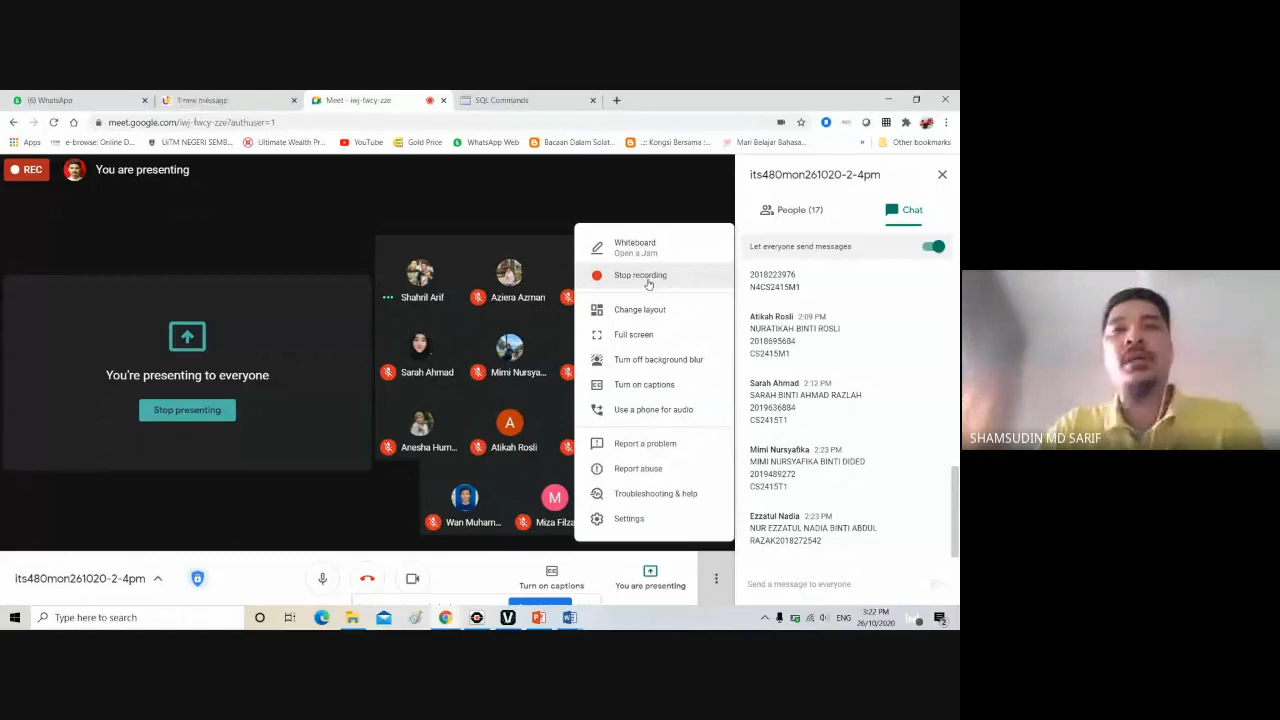 (6) WhatsApp
1 new message
Meet - iwj-fwcy-zze
SQL Commands
meet.google.com/iwj-fwcy-zze?authuser=1
Apps
e-browse: Online D...
UiTM NEGERI SEMB...
Ultimate Wealth Pr...
YouTube
Gold Price
WhatsApp Web
Bacaan Dalam Solat...
..:: Kongsi Bersama :...
Mari Belajar Bahasa...
»
Other bookmarks
REC
You are presenting
You're presenting to everyone
Stop presenting
Shahril Arif
Aziera Azman
Sarah Ahmad
Mimi Nursya...
Anesha Hum...
A
Atikah Rosli
Wan Muham...
M
Miza Filza
Whiteboard
Open a Jam
Stop recording
Change layout
Full screen
Turn off background blur
Turn on captions
Use a phone for audio
Report a problem
Report abuse
Troubleshooting & help
Settings
its480mon261020-2-4pm
People (17)
Chat
Let everyone send messages
2018223976
N4CS2415M1
Atikah Rosli 2:09 PM
NURATIKAH BINTI ROSLI
2018695684
CS2415M1
Sarah Ahmad 2:12 PM
SARAH BINTI AHMAD RAZLAH
2019636884
CS2415T1
Mimi Nursyafika 2:23 PM
MIMI NURSYAFIKA BINTI DIDED
2019489272
CS2415T1
Ezzatul Nadia 2:23 PM
NUR EZZATUL NADIA BINTI ABDUL
RAZAK2018272542
Send a message to everyone
its480mon261020-2-4pm
Turn on captions
You are presenting
Type here to search
ENG
3:22 PM
26/10/2020
2
SHAMSUDIN MD SARIF